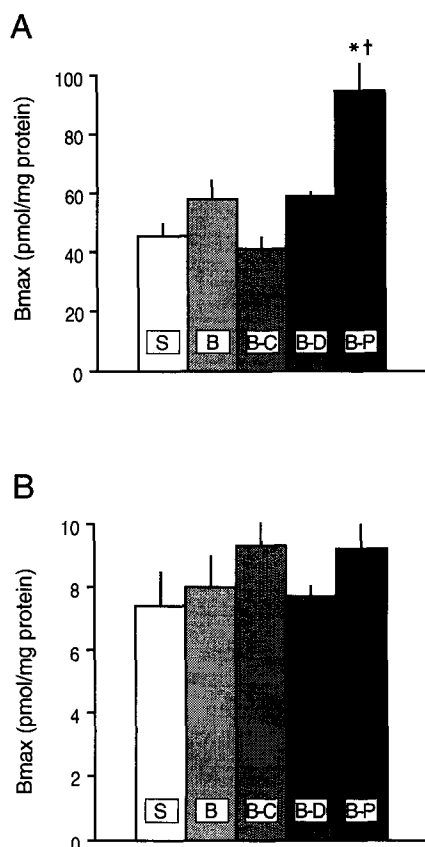 A
Bmax (pmol/mg protein)
100
80
60
40
20
0
*†
S
B
B-C
B-D
B-P
B
Bmax (pmol/mg protein)
10
8
6
4
2
0
S
B
B-C
B-D
B-P